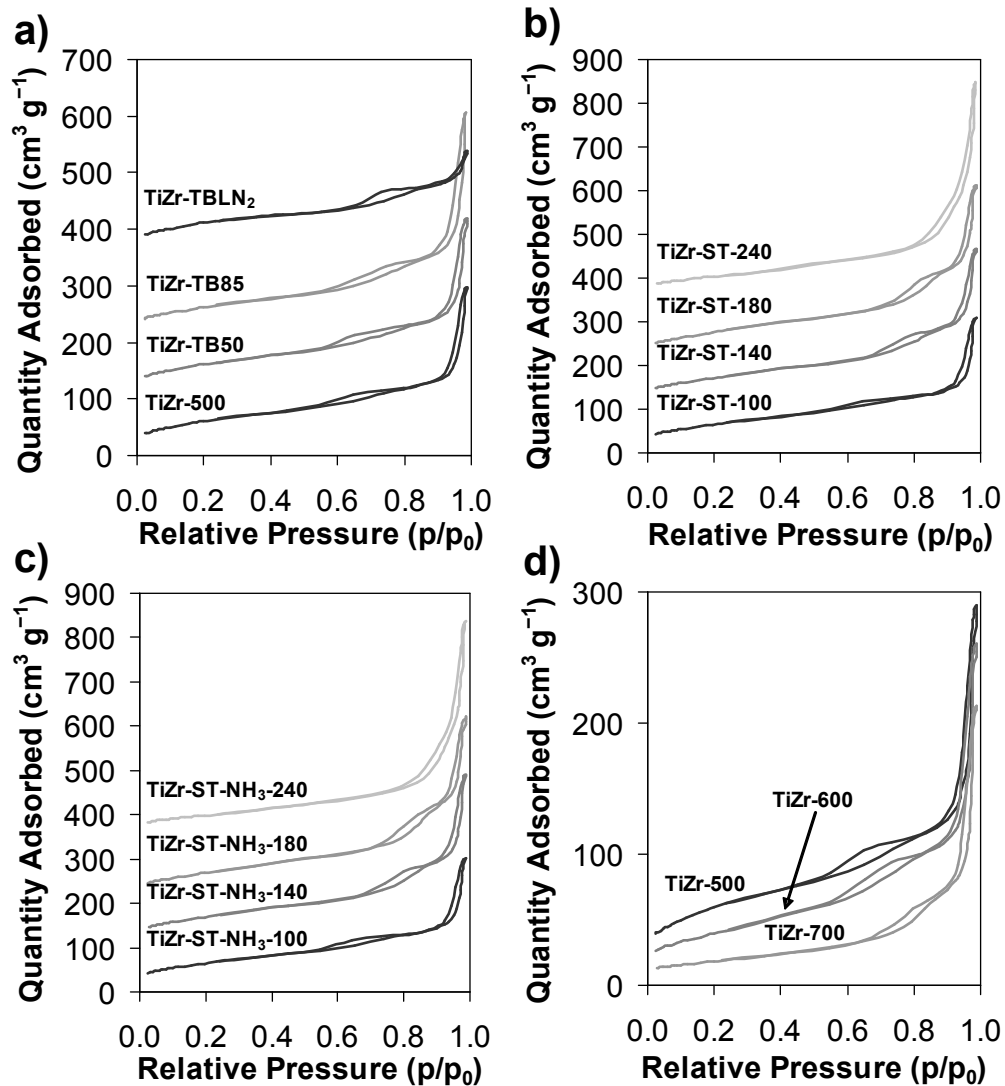 a)
Quantity Adsorbed (cm³ g⁻¹)
700
600
500
400
300
200
100
0
TiZr-TBLN₂
TiZr-TB85
TiZr-TB50
TiZr-500
0.0 0.2 0.4 0.6 0.8 1.0
Relative Pressure (p/p₀)
b)
Quantity Adsorbed (cm³ g⁻¹)
900
800
700
600
500
400
300
200
100
0
TiZr-ST-240
TiZr-ST-180
TiZr-ST-140
TiZr-ST-100
0.0 0.2 0.4 0.6 0.8 1.0
Relative Pressure (p/p₀)
c)
Quantity Adsorbed (cm³ g⁻¹)
900
800
700
600
500
400
300
200
100
0
TiZr-ST-NH₃-240
TiZr-ST-NH₃-180
TiZr-ST-NH₃-140
TiZr-ST-NH₃-100
0.0 0.2 0.4 0.6 0.8 1.0
Relative Pressure (p/p₀)
d)
Quantity Adsorbed (cm³ g⁻¹)
300
200
100
0
TiZr-600
TiZr-500
TiZr-700
0.0 0.2 0.4 0.6 0.8 1.0
Relative Pressure (p/p₀)